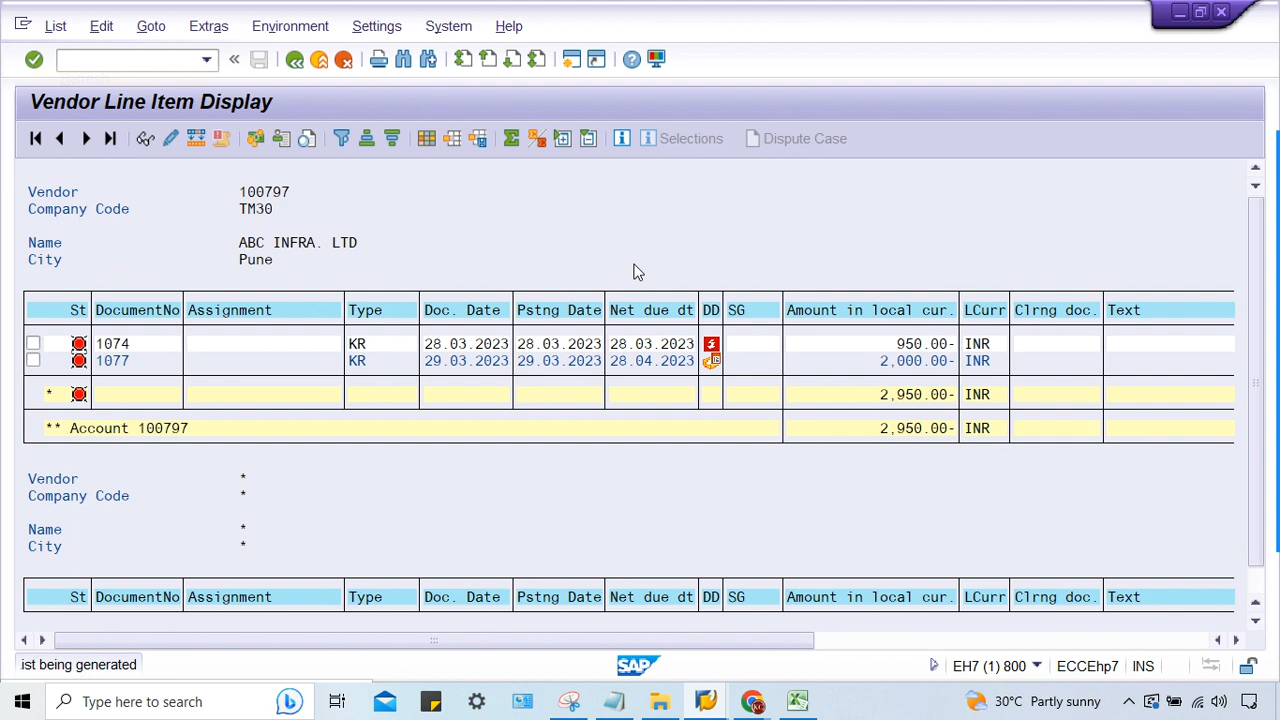 List Edit Goto Extras Environment Settings System Help
Vendor Line Item Display
Selections Dispute Case
Vendor 100797
Company Code TM30
Name ABC INFRA. LTD
City Pune
St DocumentNo Assignment Type Doc. Date Pstng Date Net due dt DD SG Amount in local cur. LCurr Clrng doc. Text
1074 KR 28.03.2023 28.03.2023 28.03.2023 950.00- INR
1077 KR 29.03.2023 29.03.2023 28.04.2023 2,000.00- INR
* 2,950.00- INR
** Account 100797 2,950.00- INR
Vendor *
Company Code *
Name *
City *
St DocumentNo Assignment Type Doc. Date Pstng Date Net due dt DD SG Amount in local cur. LCurr Clrng doc. Text
ist being generated SAP EH7 (1) 800 ECCEhp7 INS
Type here to search 30°C Partly sunny